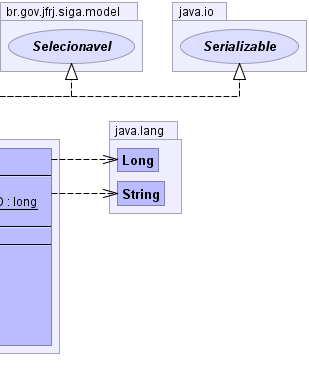 br.gov.jfrj.siga.model
java.io
Selecionavel
Serializable
java.lang
Long
String
: long